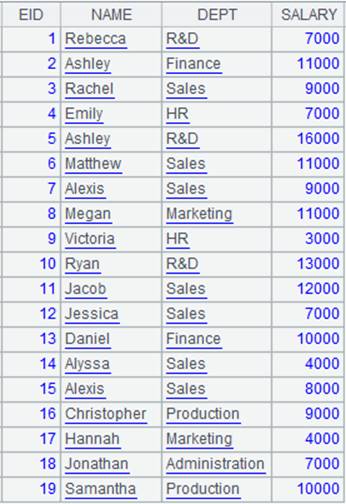 EID NAME DEPT SALARY
1 Rebecca R&D 7000
2 Ashley Finance 11000
3 Rachel Sales 9000
4 Emily HR 7000
5 Ashley R&D 16000
6 Matthew Sales 11000
7 Alexis Sales 9000
8 Megan Marketing 11000
9 Victoria HR 3000
10 Ryan R&D 13000
11 Jacob Sales 12000
12 Jessica Sales 7000
13 Daniel Finance 10000
14 Alyssa Sales 4000
15 Alexis Sales 8000
16 Christopher Production 9000
17 Hannah Marketing 4000
18 Jonathan Administration 7000
19 Samantha Production 10000